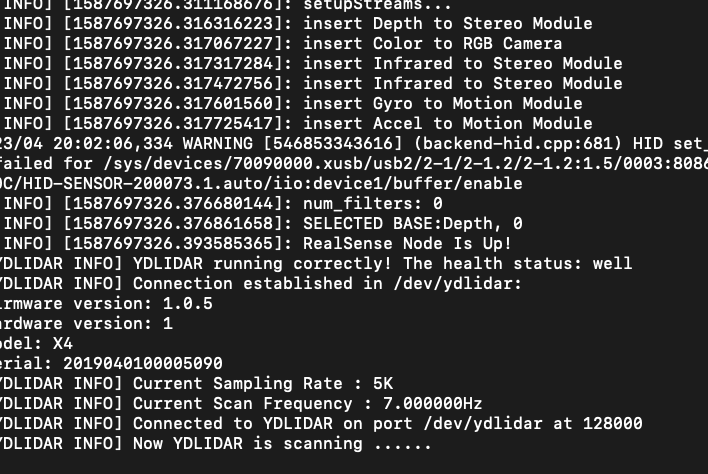 INFO] [1587697326.311168676]: setupStreams...
INFO] [1587697326.316316223]: insert Depth to Stereo Module
INFO] [1587697326.317067227]: insert Color to RGB Camera
INFO] [1587697326.317317284]: insert Infrared to Stereo Module
INFO] [1587697326.317472756]: insert Infrared to Stereo Module
INFO] [1587697326.317601560]: insert Gyro to Motion Module
INFO] [1587697326.317725417]: insert Accel to Motion Module
23/04 20:02:06,334 WARNING [546853343616] (backend-hid.cpp:681) HID set_
failed for /sys/devices/70090000.xusb/usb2/2-1/2-1.2/2-1.2:1.5/0003:8086
OC/HID-SENSOR-200073.1.auto/iio:device1/buffer/enable
INFO] [1587697326.376680144]: num_filters: 0
INFO] [1587697326.376861658]: SELECTED BASE:Depth, 0
INFO] [1587697326.393585365]: RealSense Node Is Up!
YDLIDAR INFO] YDLIDAR running correctly! The health status: well
YDLIDAR INFO] Connection established in /dev/ydlidar:
irmware version: 1.0.5
ardware version: 1
odel: X4
erial: 2019040100005090
YDLIDAR INFO] Current Sampling Rate : 5K
YDLIDAR INFO] Current Scan Frequency : 7.000000Hz
YDLIDAR INFO] Connected to YDLIDAR on port /dev/ydlidar at 128000
YDLIDAR INFO] Now YDLIDAR is scanning ......